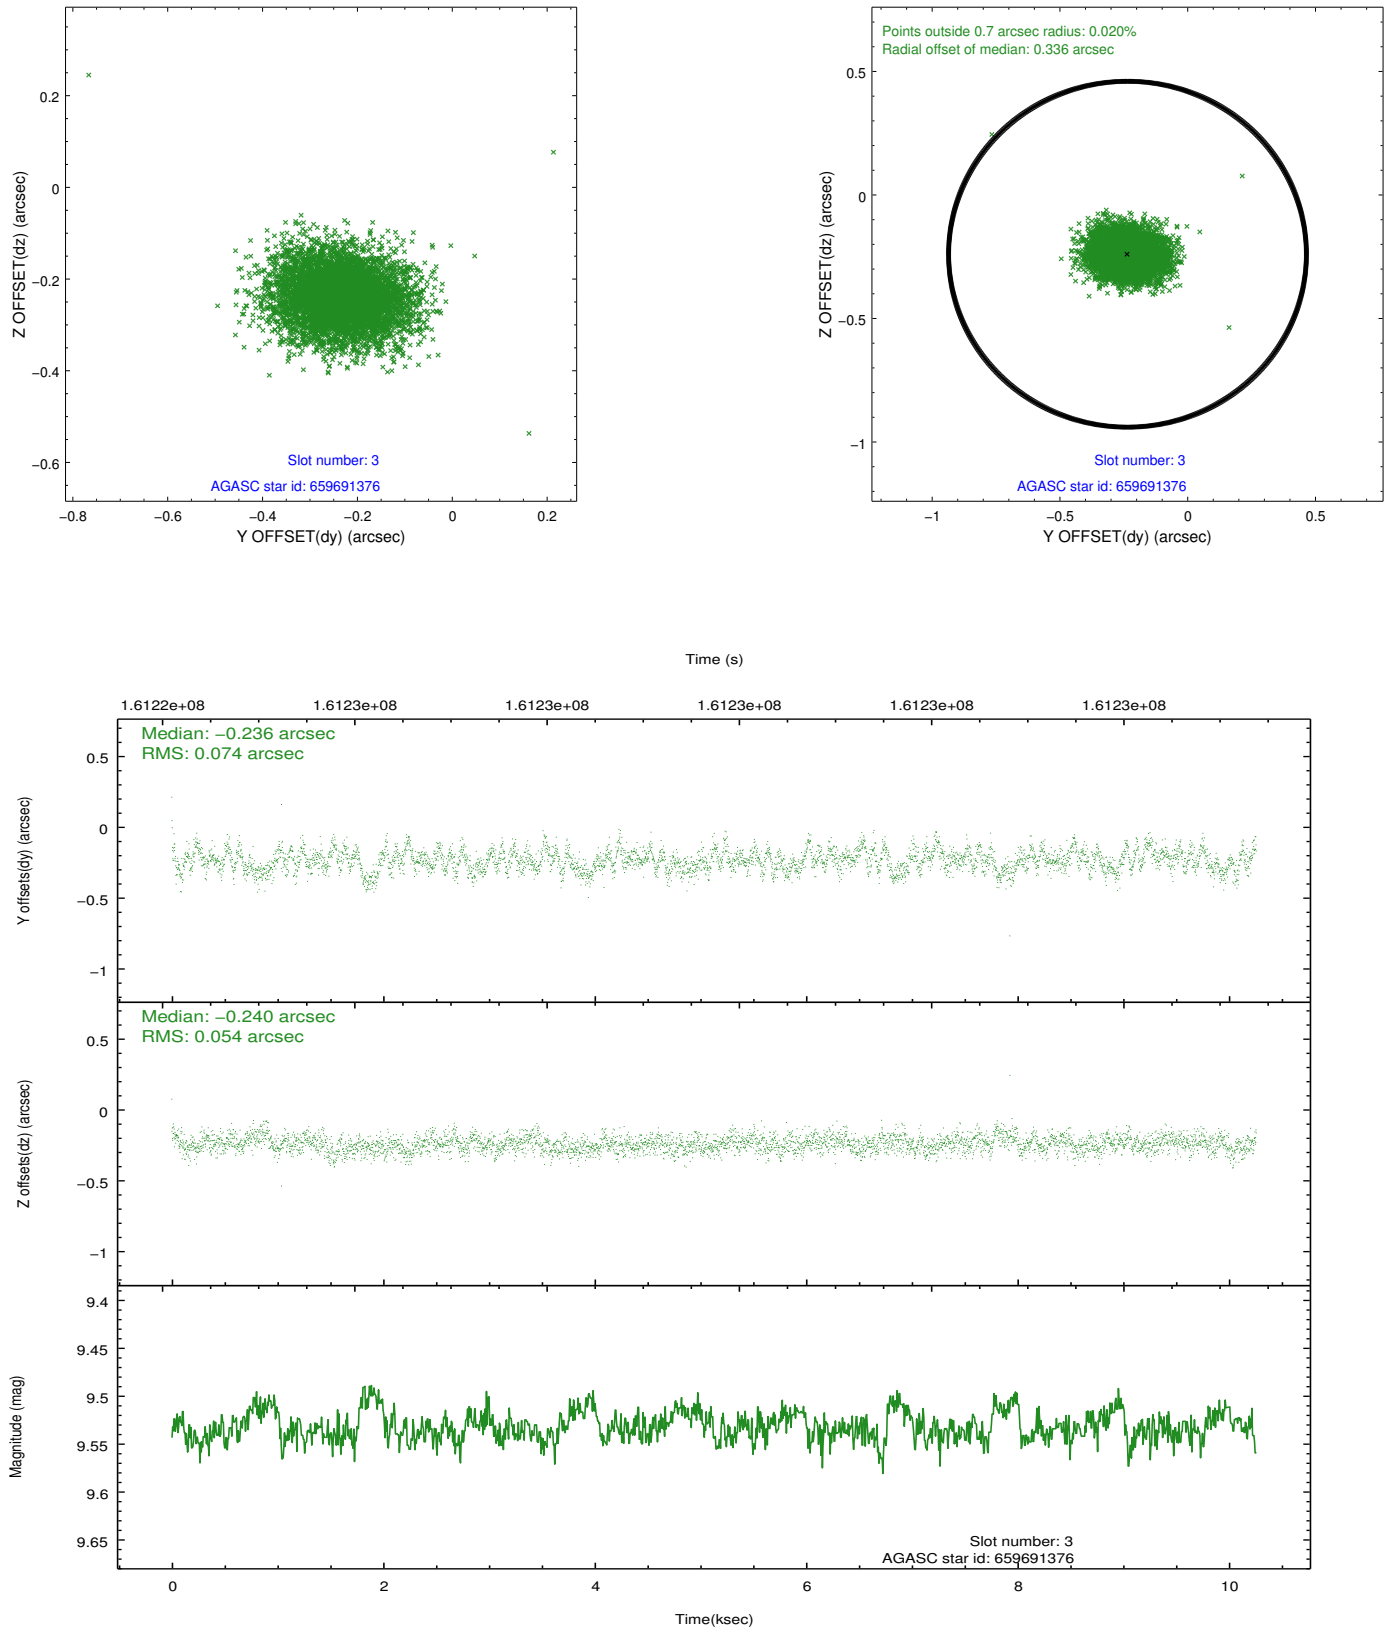 0.2
0
−0.2
−0.4
−0.6
Z OFFSET(dz) (arcsec)
Slot number: 3
AGASC star id: 659691376
−0.8
−0.6
−0.4
−0.2
0
0.2
Y OFFSET(dy) (arcsec)
Points outside 0.7 arcsec radius: 0.020%
Radial offset of median: 0.336 arcsec
0.5
0
−0.5
−1
Z OFFSET(dz) (arcsec)
Slot number: 3
AGASC star id: 659691376
−1
−0.5
0
0.5
Y OFFSET(dy) (arcsec)
Time (s)
1.6122e+08
1.6123e+08
1.6123e+08
1.6123e+08
1.6123e+08
1.6123e+08
Median: −0.236 arcsec
RMS: 0.074 arcsec
0.5
0
−0.5
−1
Y offsets(dy) (arcsec)
Median: −0.240 arcsec
RMS: 0.054 arcsec
0.5
0
−0.5
−1
Z offsets(dz) (arcsec)
9.4
9.45
9.5
9.55
9.6
9.65
Magnitude (mag)
Slot number: 3
AGASC star id: 659691376
0
2
4
6
8
10
Time(ksec)